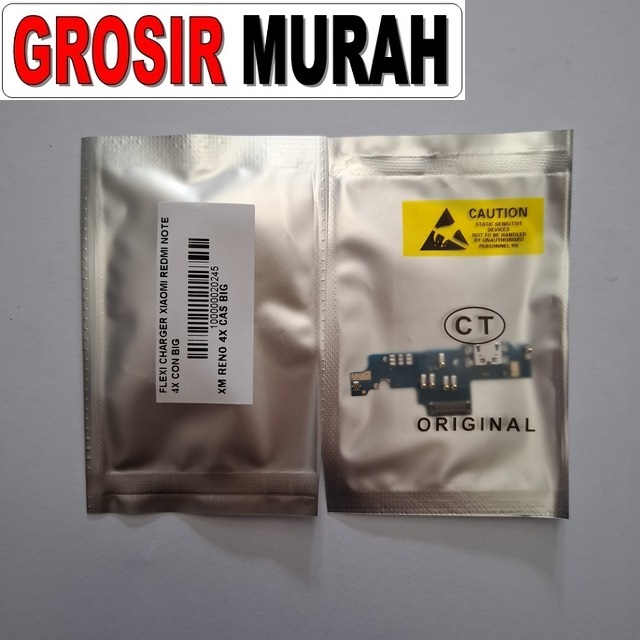 GROSIR MURAH
FLEXI CHARGER XIAOMI REDMI NOTE
4X CON BIG
100000020245
XM RENO 4X CAS BIG
CAUTION
STATIC SENSITIVE
DEVICES
NOT TO BE HANDLED
BY UNAUTHORISED
PERSONNEL
CT
ORIGINAL